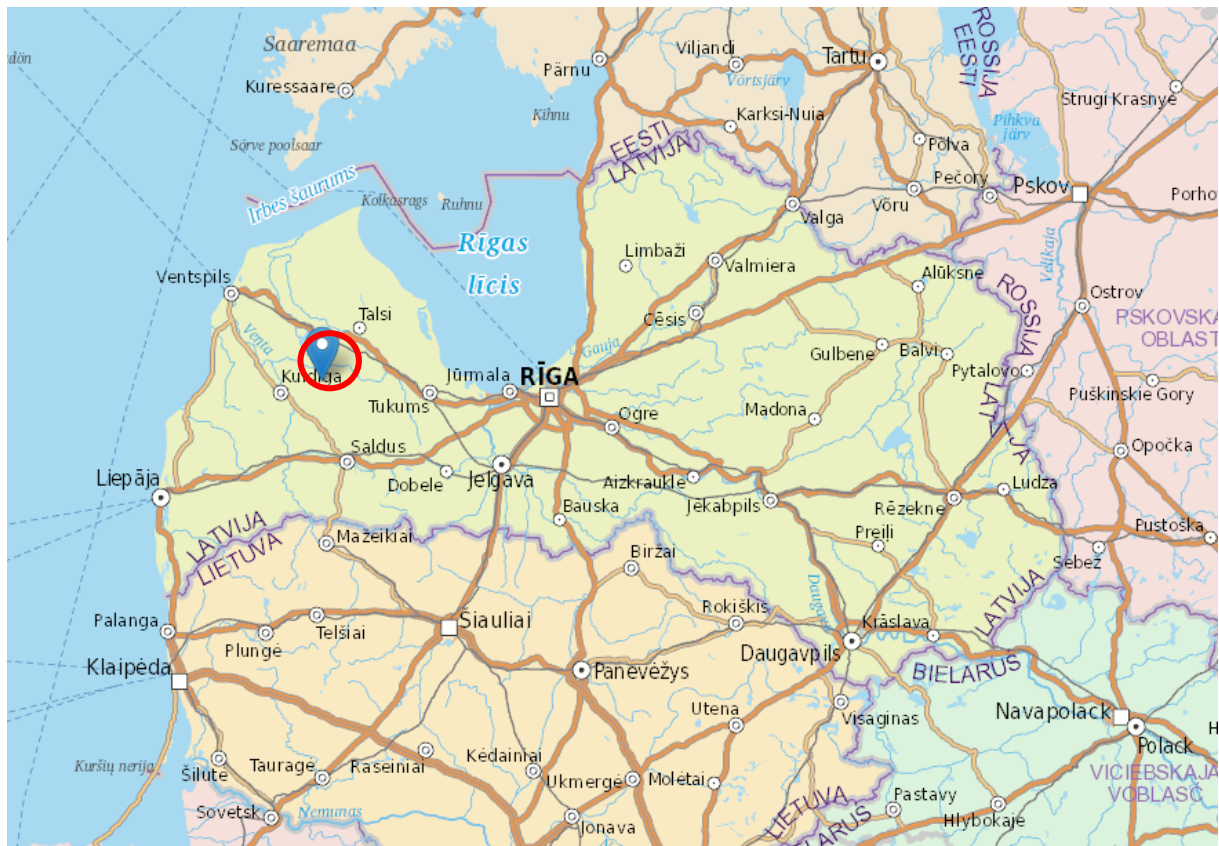 Saaremaa
Viljandi
Tartu
ROSSIJA
EESTI
dön
Pärnu
Võrtsjärv
Kuressaare
Strugi Krasnye
Kihnu
Karksi-Nuia
Pihkva
järv
Sõrve poolsaar
EESTI
LATVIJA
Põlva
Irbes šaurums
Kolkasrags
Ruhnu
Pečory
Võru
Pskov
Porho
Valga
Rīgas
līcis
Limbaži
Valmiera
Velikaja
Ventspils
Alūksne
ROSSIJA
LATVIJA
Ostrov
Talsi
Venta
Cēsis
PSKOVSKA
OBLAST
Gauja
Gulbene
Balvi
Pytalovo
Kuldīga
Jūrmala
RĪGA
Puškinskie Gory
Tukums
Ogre
Madona
Saldus
Opočka
Liepāja
Dobele
Jelgava
Aizkraukle
Ludza
Bauska
Jēkabpils
Rēzekne
LATVIJA
LIETUVA
Mažeikiai
Preiļi
Pustoška
Biržai
Sebež
Daugava
LATVIJA
BIELARUS
Palanga
Telšiai
Šiauliai
Rokiškis
Krāslava
Plungė
Daugavpils
Klaipėda
Panevėžys
Utena
Visaginas
Navapolack
Polack
H
Kuršių nerija
Šilutė
Tauragė
Raseiniai
Kėdainiai
Ukmergė
Molėtai
VICIEBSKAJA
VOBLASĆ
LIETUVA
BIELARUS
Pastavy
Sovetsk
Nemunas
Jonava
Hlybokaje